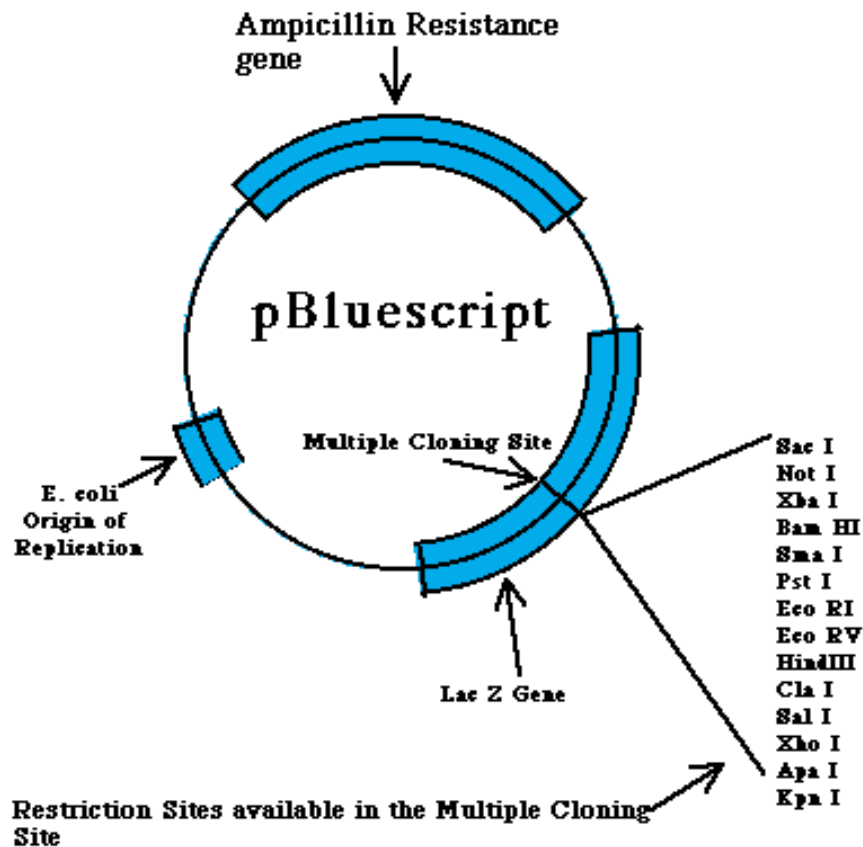 Ampicillin Resistance
gene
pBluescript
Multiple Cloning Site
E. coli
Origin of
Replication
Lac Z Gene
Sac I
Not I
Xba I
Bam HI
Sma I
Pst I
Eco RI
Eco RV
HindIII
Cla I
Sal I
Xho I
Apa I
Kpn I
Restriction Sites available in the Multiple Cloning
Site